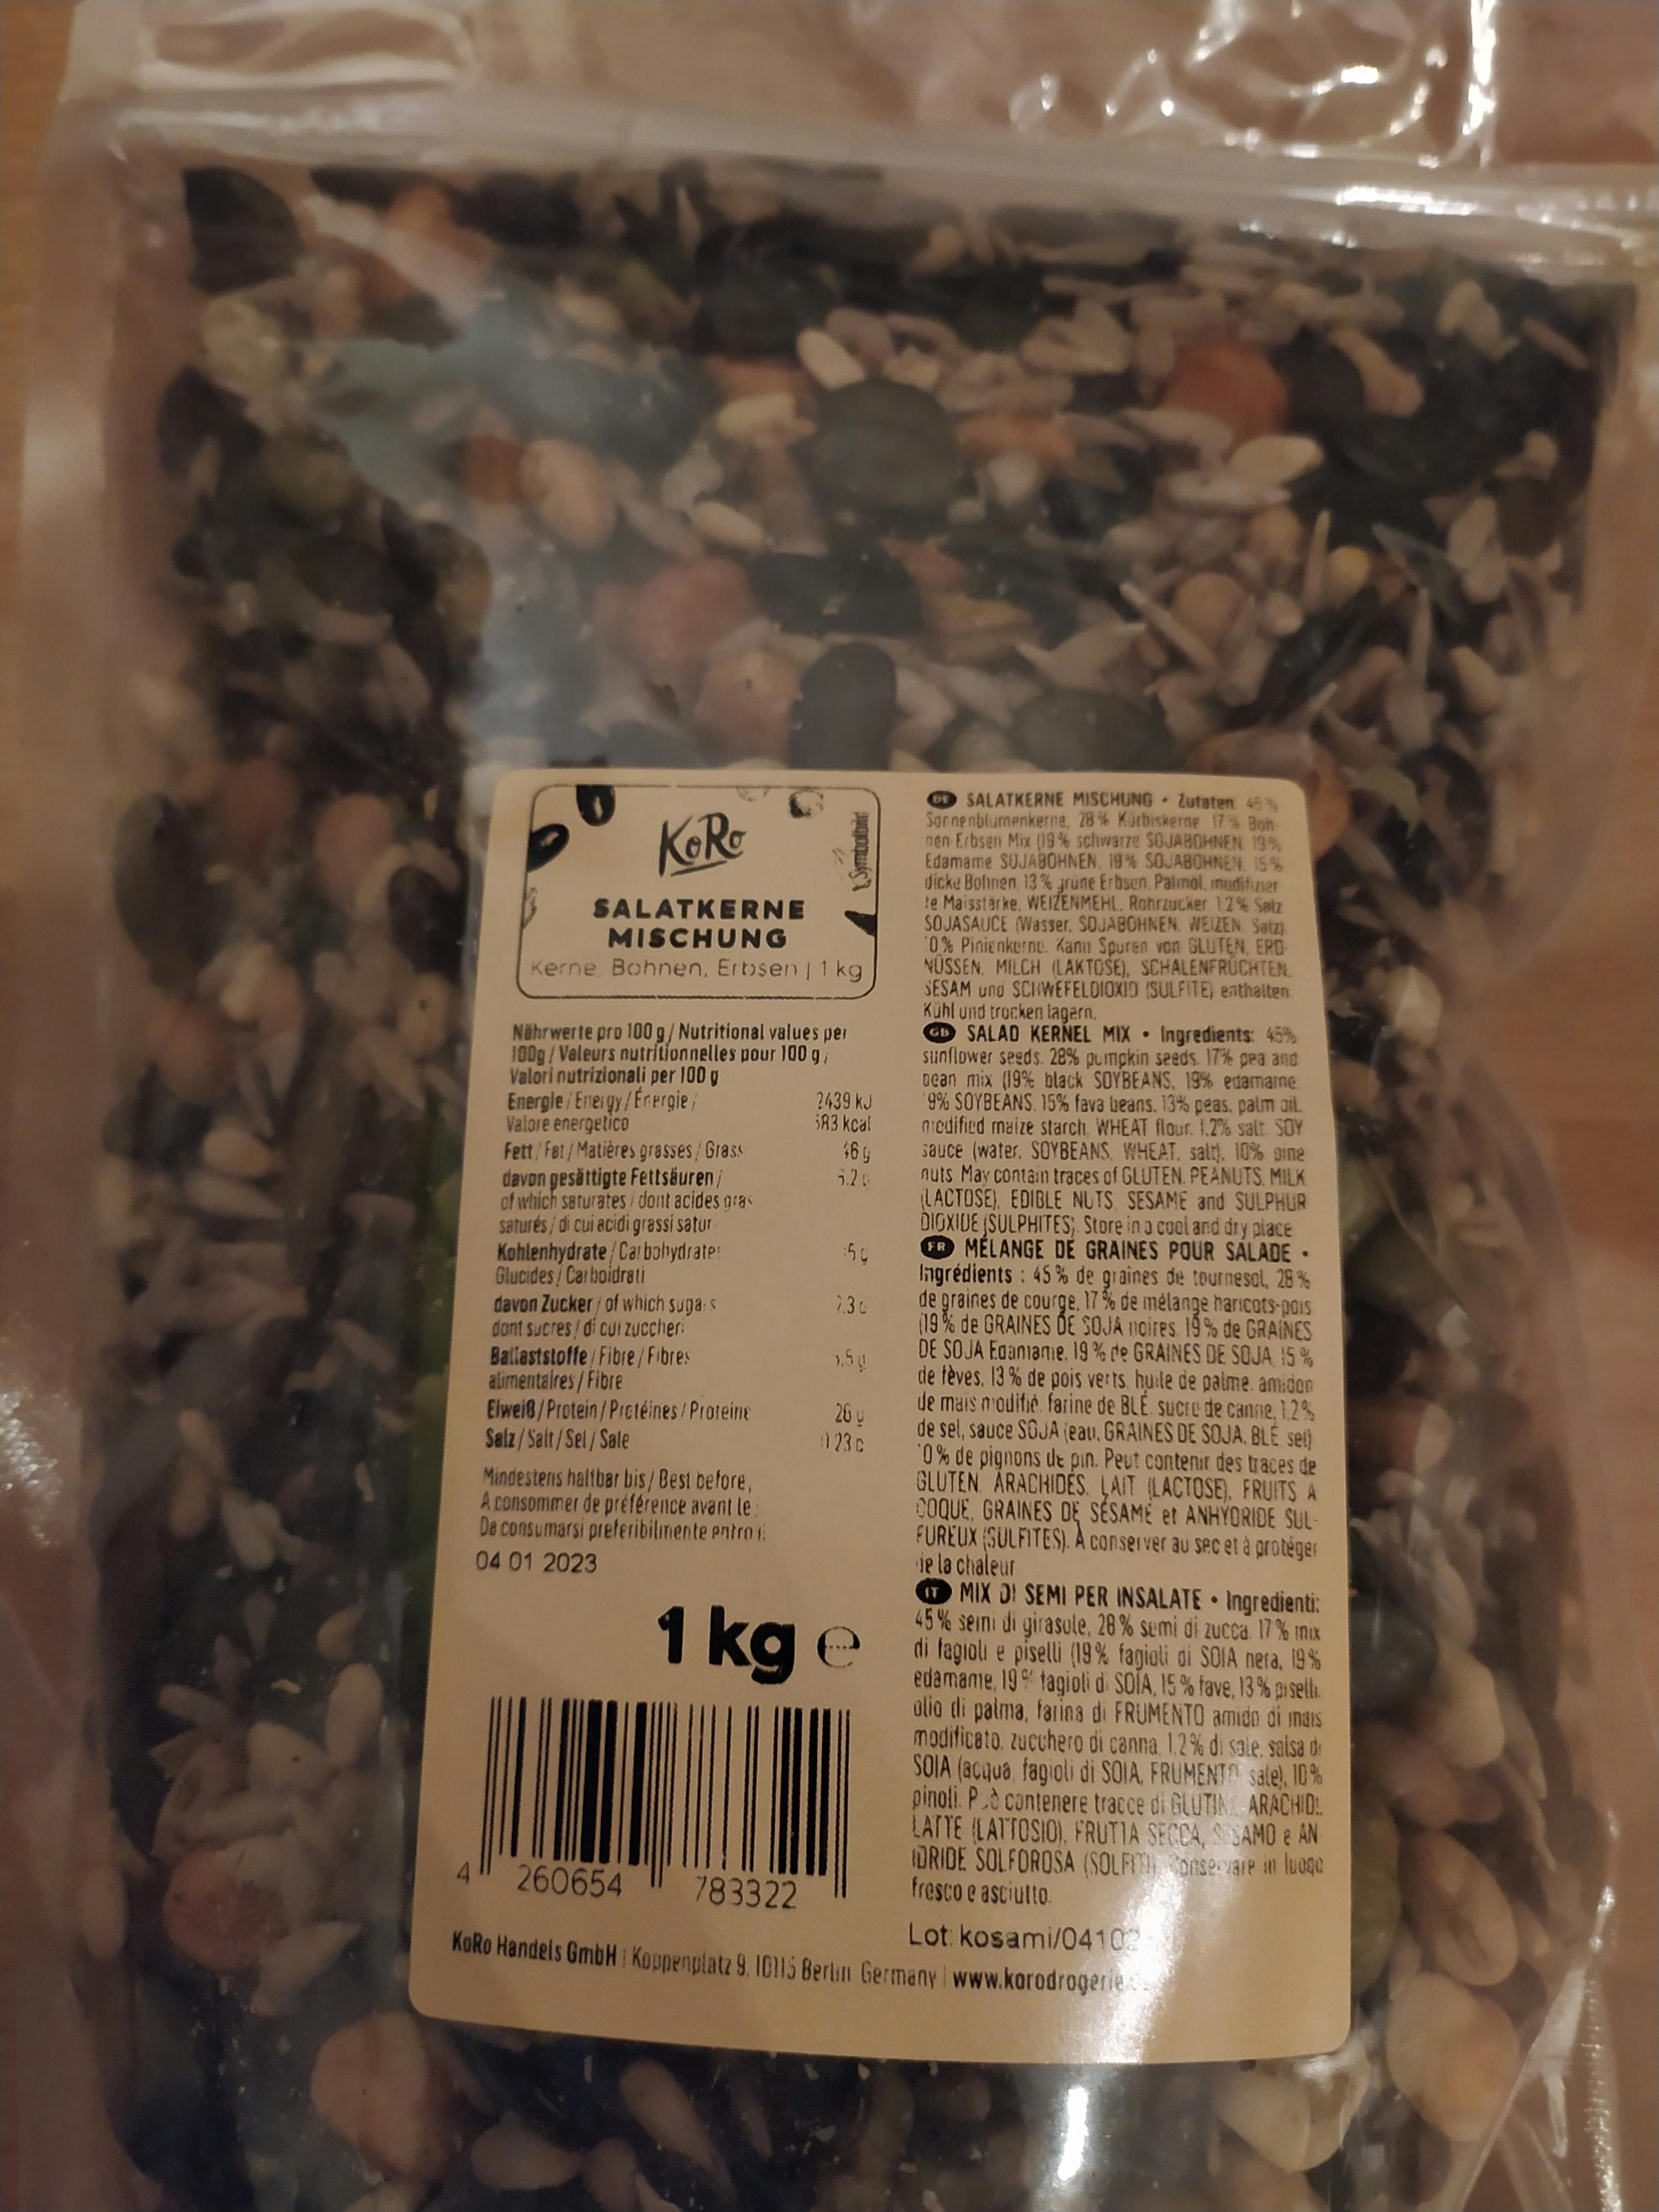 KoRo
Symbolbild
SALATKERNE
MISCHUNG
Kerne, Bohnen, Erbsen | 1 kg
Nährwerte pro 100 g / Nutritional values per
100g / Valeurs nutritionnelles pour 100 g /
Valori nutrizionali per 100 g
Energie / Energy / Énergie /
Valore energetico
2439 kJ
583 kcal
Fett / Fat / Matières grasses / Grass
46 g
davon gesättigte Fettsäuren /
of which saturates / dont acides gras
saturés / di cui acidi grassi satur
Kohlenhydrate / Carbohydrates
Glucides / Carboidrati
davon Zucker / of which sugars
dont sucres / di cui zuccheri
Ballaststoffe / Fibre / Fibres
alimentaires / Fibre
Eiweiß / Protein / Protéines / Proteine
26 g
Salz / Salt / Sel / Sale
0.23 g
Mindestens haltbar bis / Best before,
A consommer de préférence avant le :
Da consumarsi preferibilmente entro il:
04 01 2023
1 kg e
4 260654 783322
DE SALATKERNE MISCHUNG • Zutaten: 45 %
Sonnenblumenkerne, 28 % Kürbiskerne 17 % Boh-
nen Erbsen Mix (19 % schwarze SOJABOHNEN, 19 %
Edamame SOJABOHNEN, 19 % SOJABOHNEN, 15 %
dicke Bohnen, 13 % grüne Erbsen, Palmöl, modifizier
te Maisstärke, WEIZENMEHL, Rohrzucker 1.2 % Salz
SOJASAUCE (Wasser, SOJABOHNEN, WEIZEN, Salz)
10 % Pinienkerne. Kann Spuren von GLUTEN, ERD-
NÜSSEN, MILCH (LAKTOSE), SCHALENFRÜCHTEN,
SESAM und SCHWEFELDIOXID (SULFITE) enthalten.
Kühl und trocken lagern.
GB SALAD KERNEL MIX • Ingredients: 45%
sunflower seeds, 28% pumpkin seeds, 17% pea and
bean mix (19% black SOYBEANS, 19% edamame,
19% SOYBEANS, 15% fava beans, 13% peas, palm oil,
modified maize starch, WHEAT flour, 1,2% salt, SOY
sauce (water, SOYBEANS, WHEAT, salt), 10% pine
nuts. May contain traces of GLUTEN, PEANUTS, MILK
(LACTOSE), EDIBLE NUTS, SESAME and SULPHUR
DIOXIDE (SULPHITES). Store in a cool and dry place
FR MÉLANGE DE GRAINES POUR SALADE •
Ingrédients : 45 % de graines de tournesol, 28 %
de graines de courge, 17 % de mélange haricots-pois
(19 % de GRAINES DE SOJA noires, 19 % de GRAINES
DE SOJA Edamame, 19 % de GRAINES DE SOJA, 15 %
de fèves, 13 % de pois verts, huile de palme, amidon
de maïs modifié, farine de BLÉ, sucre de canne, 1,2 %
de sel, sauce SOJA (eau, GRAINES DE SOJA, BLÉ, sel)
10 % de pignons de pin. Peut contenir des traces de
GLUTEN, ARACHIDES, LAIT (LACTOSE), FRUITS À
COQUE, GRAINES DE SÉSAME et ANHYDRIDE SUL-
FUREUX (SULFITES). À conserver au sec et à protéger
de la chaleur
IT MIX DI SEMI PER INSALATE • Ingredienti:
45 % semi di girasole, 28 % semi di zucca, 17 % mix
di fagioli e piselli (19 % fagioli di SOIA nera, 19 %
edamame, 19 % fagioli di SOIA, 15 % fave, 13 % piselli,
olio di palma, farina di FRUMENTO amido di mais
modificato, zucchero di canna, 1.2 % di sale, salsa di
SOIA (acqua, fagioli di SOIA, FRUMENTO sale), 10 %
pinoli. Può contenere tracce di GLUTINE ARACHIDI,
LATTE (LATTOSIO), FRUTTA SECCA, SESAMO e AN
IDRIDE SOLFOROSA (SOLFITI) Conservare in luogo
fresco e asciutto.
Lot: kosami/04102
KoRo Handels GmbH | Koppenplatz 9, 10115 Berlin Germany | www.korodrogerie